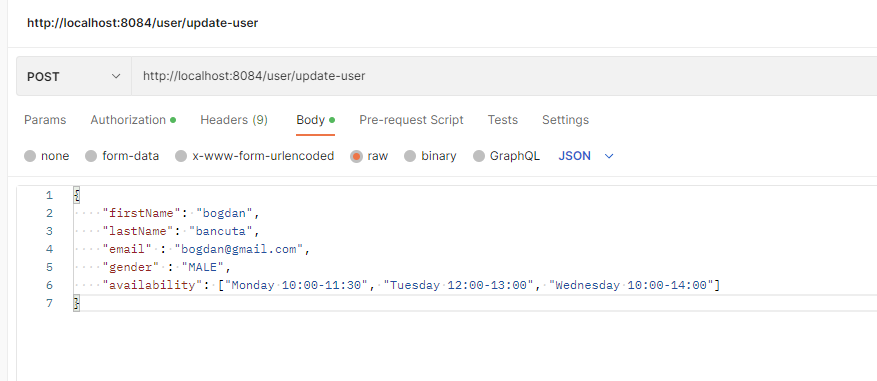 http://localhost:8084/user/update-user
POST http://localhost:8084/user/update-user
Params Authorization Headers (9) Body Pre-request Script Tests Settings
none form-data x-www-form-urlencoded raw binary GraphQL JSON
1 {
2 "firstName": "bogdan",
3 "lastName": "bancuta",
4 "email" : "bogdan@gmail.com",
5 "gender" : "MALE",
6 "availability": ["Monday 10:00-11:30", "Tuesday 12:00-13:00", "Wednesday 10:00-14:00"]
7 }